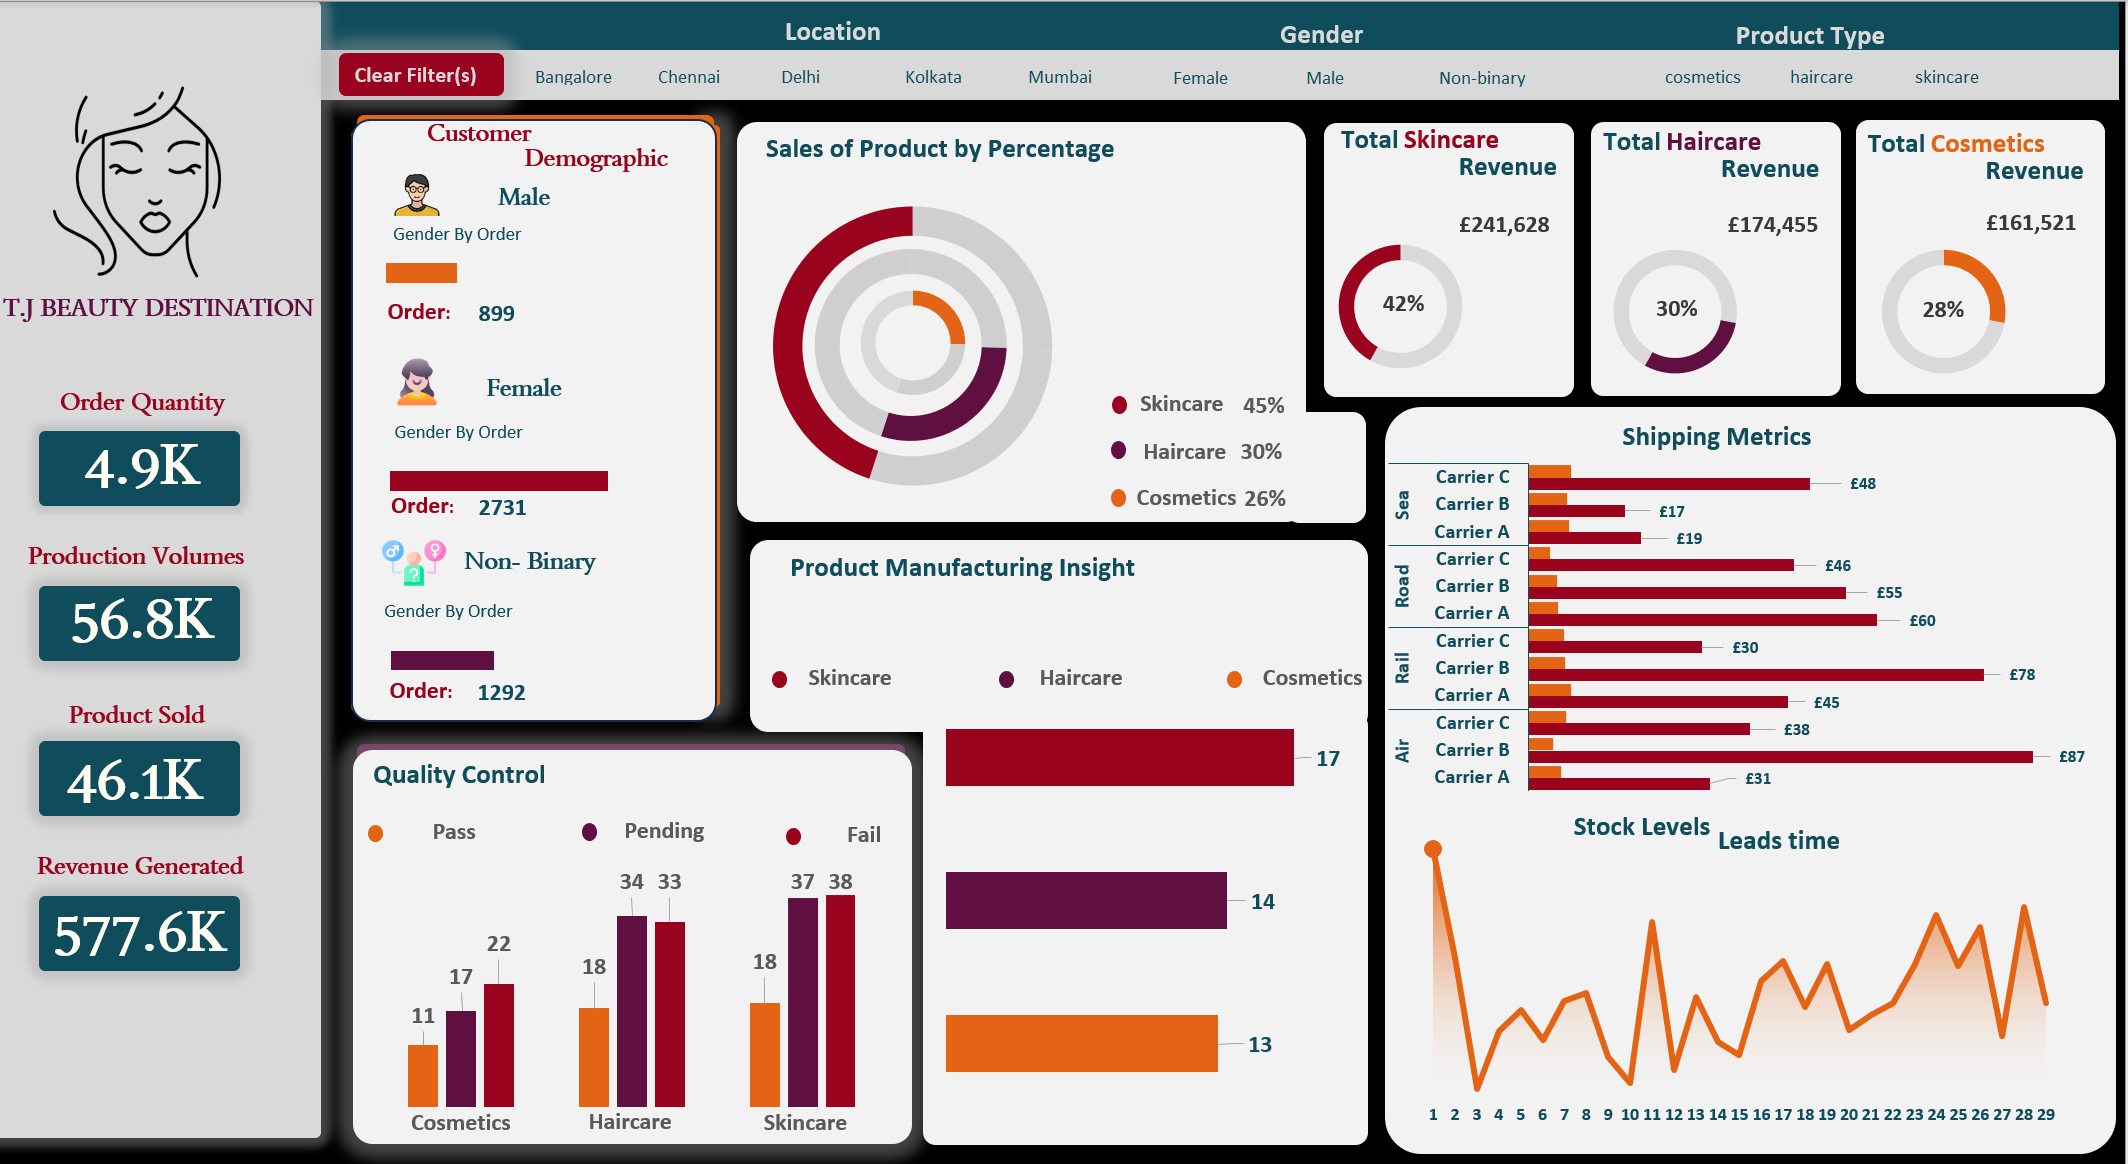 Location
Gender
Product Type
Clear Filter(s)
Bangalore
Chennai
Delhi
Kolkata
Mumbai
Female
Male
Non-binary
cosmetics
haircare
skincare
T.J BEAUTY DESTINATION
Order Quantity
4.9K
Production Volumes
56.8K
Product Sold
46.1K
Revenue Generated
577.6K
Customer
Demographic
Male
Gender By Order
Order: 899
Female
Gender By Order
Order: 2731
Non- Binary
?
Gender By Order
Order: 1292
Sales of Product by Percentage
Skincare 45%
Haircare 30%
Cosmetics 26%
Total Skincare
Revenue
£241,628
42%
Total Haircare
Revenue
£174,455
30%
Total Cosmetics
Revenue
£161,521
28%
Product Manufacturing Insight
Skincare
Haircare
Cosmetics
17
14
13
Quality Control
Pass
Pending
Fail
11
17
22
18
34
33
18
37
38
Cosmetics
Haircare
Skincare
Shipping Metrics
Sea
Carrier C £48
Carrier B £17
Carrier A £19
Road
Carrier C £46
Carrier B £55
Carrier A £60
Rail
Carrier C £30
Carrier B £78
Carrier A £45
Air
Carrier C £38
Carrier B £87
Carrier A £31
Stock Levels
Leads time
1 2 3 4 5 6 7 8 9 10 11 12 13 14 15 16 17 18 19 20 21 22 23 24 25 26 27 28 29